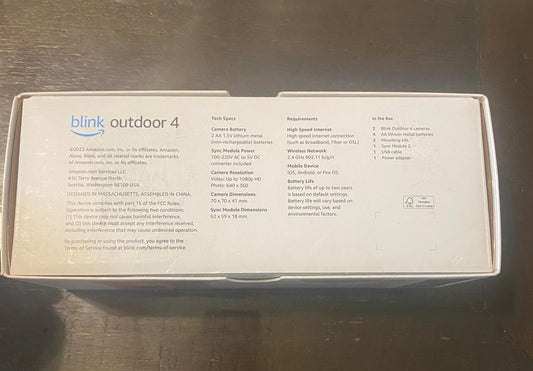 blink outdoor 4
©2023 Amazon.com, Inc. or its affiliates. Amazon,
Alexa, Blink, and all related marks are trademarks
of Amazon.com, Inc. or its affiliates.
Amazon.com Services LLC
410 Terry Avenue North
Seattle, Washington 98109 USA
DESIGNED IN MASSACHUSETTS, ASSEMBLED IN CHINA.
This device complies with part 15 of the FCC Rules.
Operation is subject to the following two conditions:
(1) This device may not cause harmful interference,
and (2) this device must accept any interference received,
including interference that may cause undesired operation.
By purchasing or using the product, you agree to the
Terms of Service found at blink.com/terms-of-service
Tech Specs
Camera Battery
2 AA 1.5V lithium metal
(non-rechargeable) batteries
Sync Module Power
100-220V AC to 5V DC
converter included
Camera Resolution
Video: Up to 1080p HD
Photo: 640 x 360
Camera Dimensions
70 x 70 x 41 mm
Sync Module Dimensions
62 x 59 x 18 mm
Requirements
High Speed Internet
High speed internet connection
(such as Broadband, Fiber or DSL)
Wireless Network
2.4 GHz 802.11 b/g/n
Mobile Device
iOS, Android, or Fire OS
Battery Life
Battery life of up to two years
is based on default settings.
Battery life will vary based on
device settings, use, and
environmental factors.
In the Box
2 Blink Outdoor 4 cameras
4 AA lithium metal batteries
2 Mounting kits
1 Sync Module 2
1 USB cable
1 Power adapter
FSC